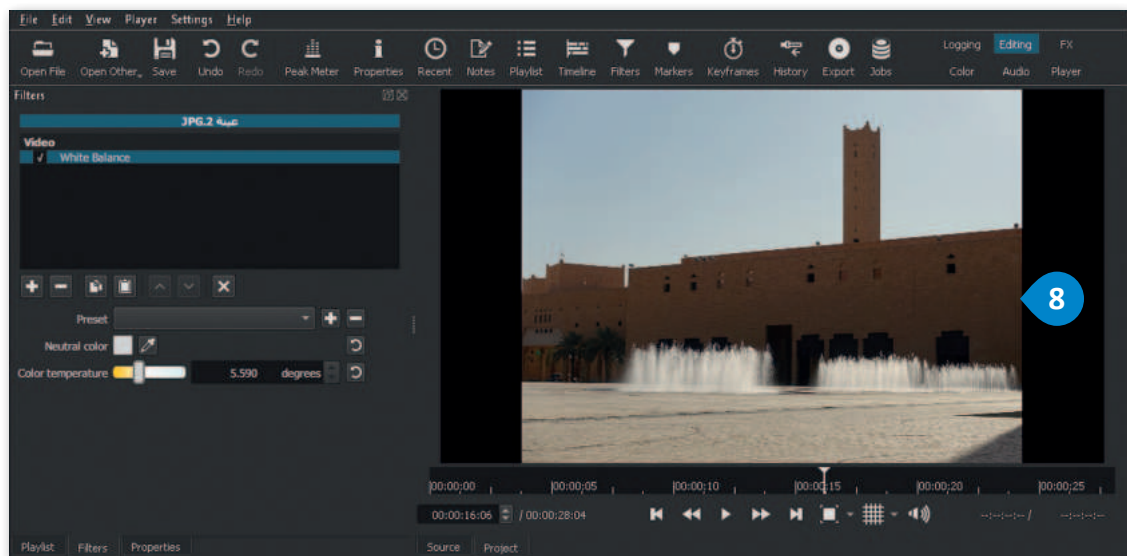 File Edit View Player Settings Help
Open File Open Other... Save Undo Redo Peak Meter Properties Recent Notes Playlist Timeline Filters Markers Keyframes History Export Jobs
Logging Editing FX
Color Audio Player
Filters
عينة JPG.2
Video
White Balance
Preset
Neutral color
Color temperature 5.590 degrees
8
00:00;00 00:00;05 00:00;10 00:00;15 00:00;20 00:00;25
00:00:16:06 / 00:00:28:04 --:--:--:-- / --:--:--:--
Playlist Filters Properties Source Project